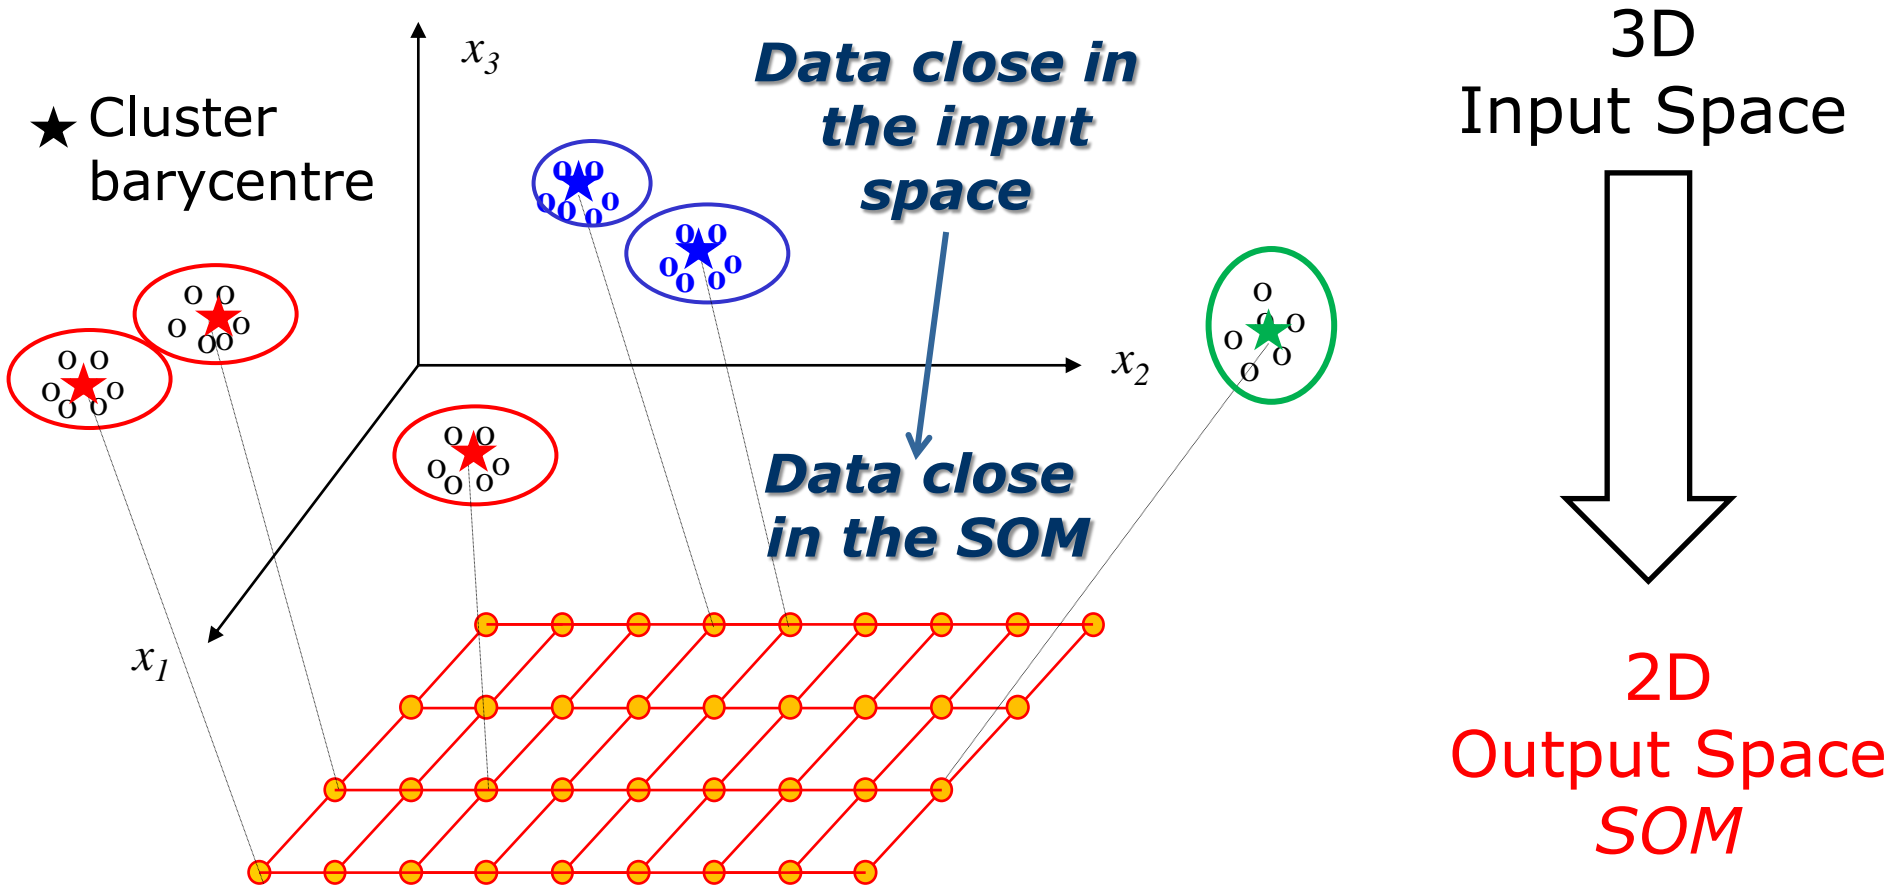 x3
Cluster
barycentre
Data close in
the input
space
3D
Input Space
x2
Data close
in the SOM
x1
2D
Output Space
SOM